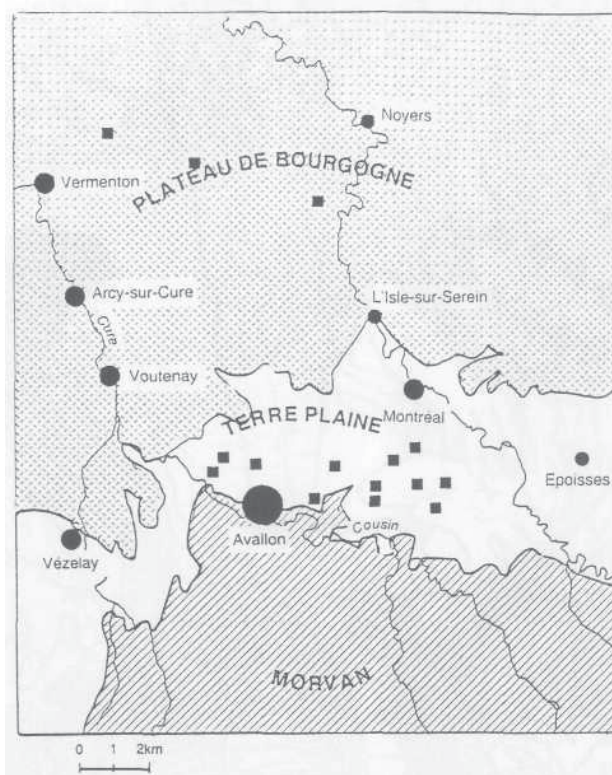 Noyers
PLATEAU DE BOURGOGNE
Vermenton
Arcy-sur-Cure
L'Isle-sur-Serein
Cure
Voutenay
Montréal
TERRE PLAINE
Epoisses
Avallon
Cousin
Vézelay
MORVAN
0 1 2km